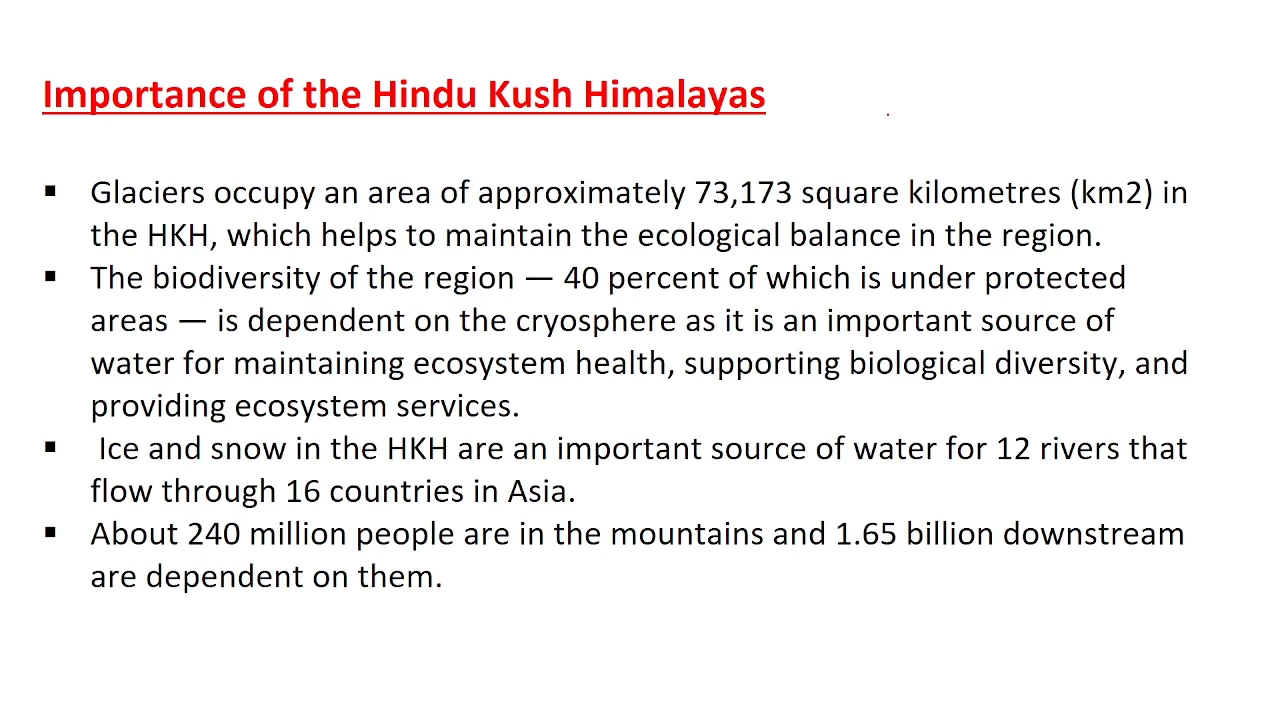 Importance of the Hindu Kush Himalayas
▪ Glaciers occupy an area of approximately 73,173 square kilometres (km2) in
the HKH, which helps to maintain the ecological balance in the region.
▪ The biodiversity of the region — 40 percent of which is under protected
areas — is dependent on the cryosphere as it is an important source of
water for maintaining ecosystem health, supporting biological diversity, and
providing ecosystem services.
▪ Ice and snow in the HKH are an important source of water for 12 rivers that
flow through 16 countries in Asia.
▪ About 240 million people are in the mountains and 1.65 billion downstream
are dependent on them.